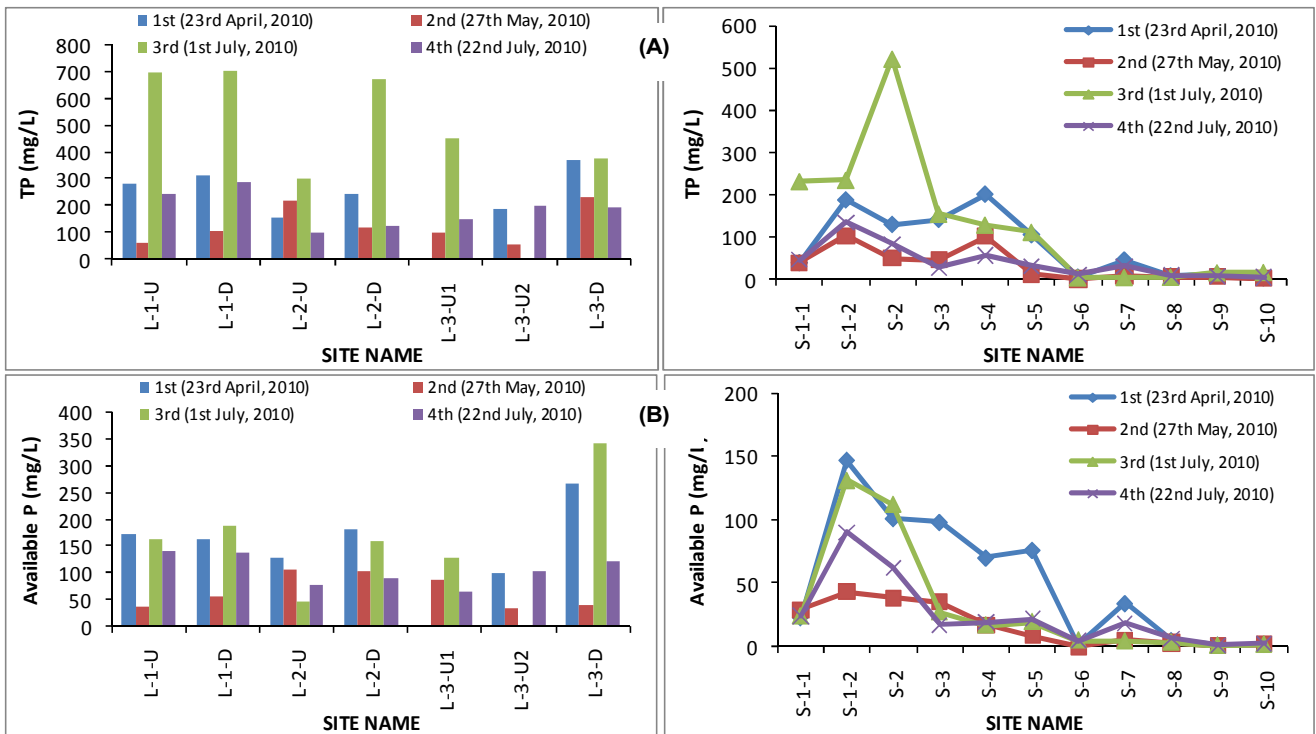 1st (23rd April, 2010)
2nd (27th May, 2010)
3rd (1st July, 2010)
4th (22nd July, 2010)
800
700
600
500
400
300
200
100
0
TP (mg/L)
L-1-U
L-1-D
L-2-U
L-2-D
L-3-U1
L-3-U2
L-3-D
SITE NAME
(A)
1st (23rd April, 2010)
2nd (27th May, 2010)
3rd (1st July, 2010)
4th (22nd July, 2010)
600
500
400
300
200
100
0
TP (mg/L)
S-1-1
S-1-2
S-2
S-3
S-4
S-5
S-6
S-7
S-8
S-9
S-10
SITE NAME
1st (23rd April, 2010)
2nd (27th May, 2010)
3rd (1st July, 2010)
4th (22nd July, 2010)
400
350
300
250
200
150
100
50
0
Available P (mg/L)
L-1-U
L-1-D
L-2-U
L-2-D
L-3-U1
L-3-U2
L-3-D
SITE NAME
(B)
1st (23rd April, 2010)
2nd (27th May, 2010)
3rd (1st July, 2010)
4th (22nd July, 2010)
200
150
100
50
0
Available P (mg/L
S-1-1
S-1-2
S-2
S-3
S-4
S-5
S-6
S-7
S-8
S-9
S-10
SITE NAME